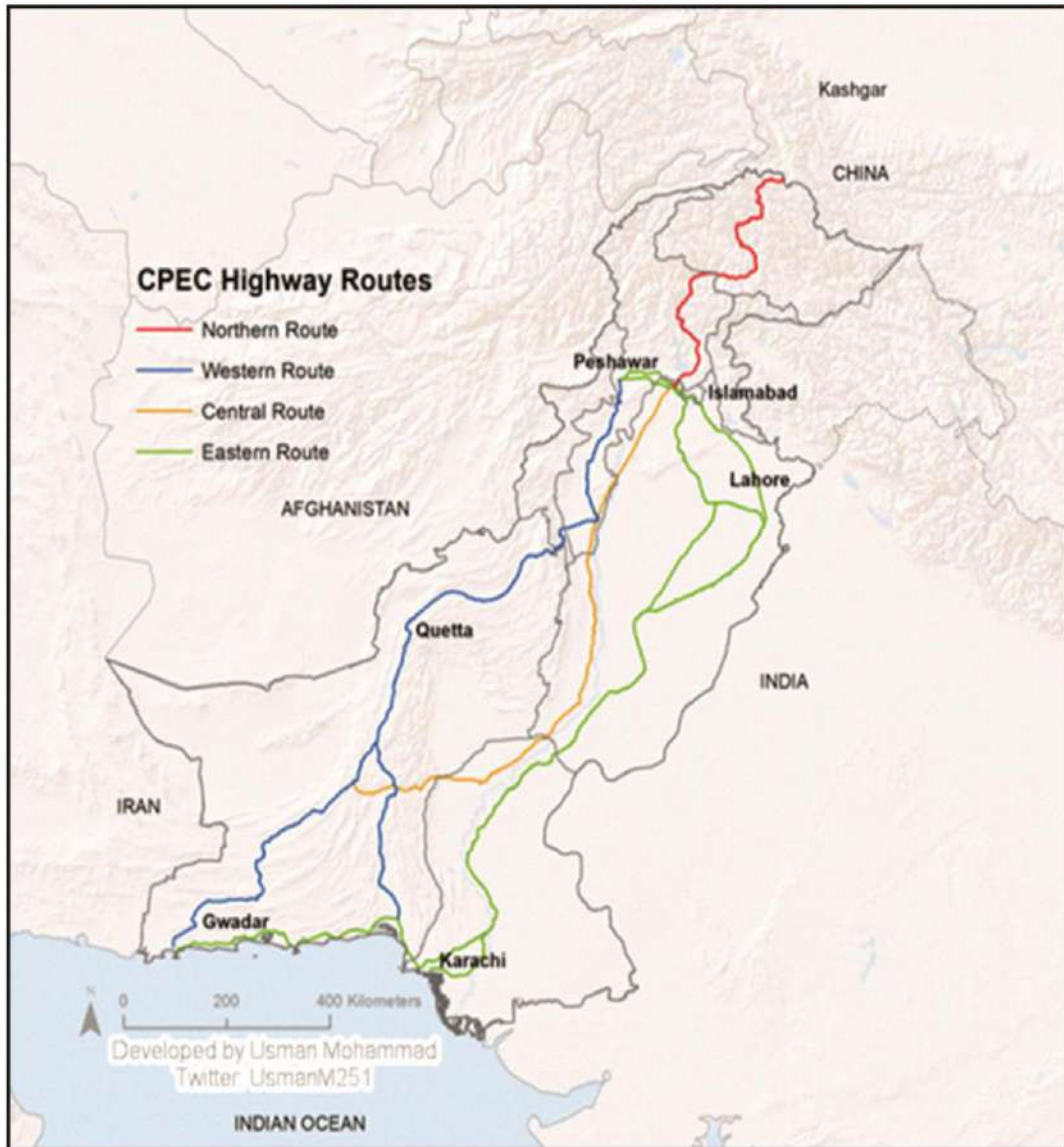 Kashgar
CHINA
CPEC Highway Routes
Northern Route
Western Route
Central Route
Eastern Route
Peshawar
Islamabad
Lahore
AFGHANISTAN
Quetta
INDIA
IRAN
Gwadar
Karachi
N
0 200 400 Kilometers
Developed by Usman Mohammad
Twitter: UsmanM251
INDIAN OCEAN